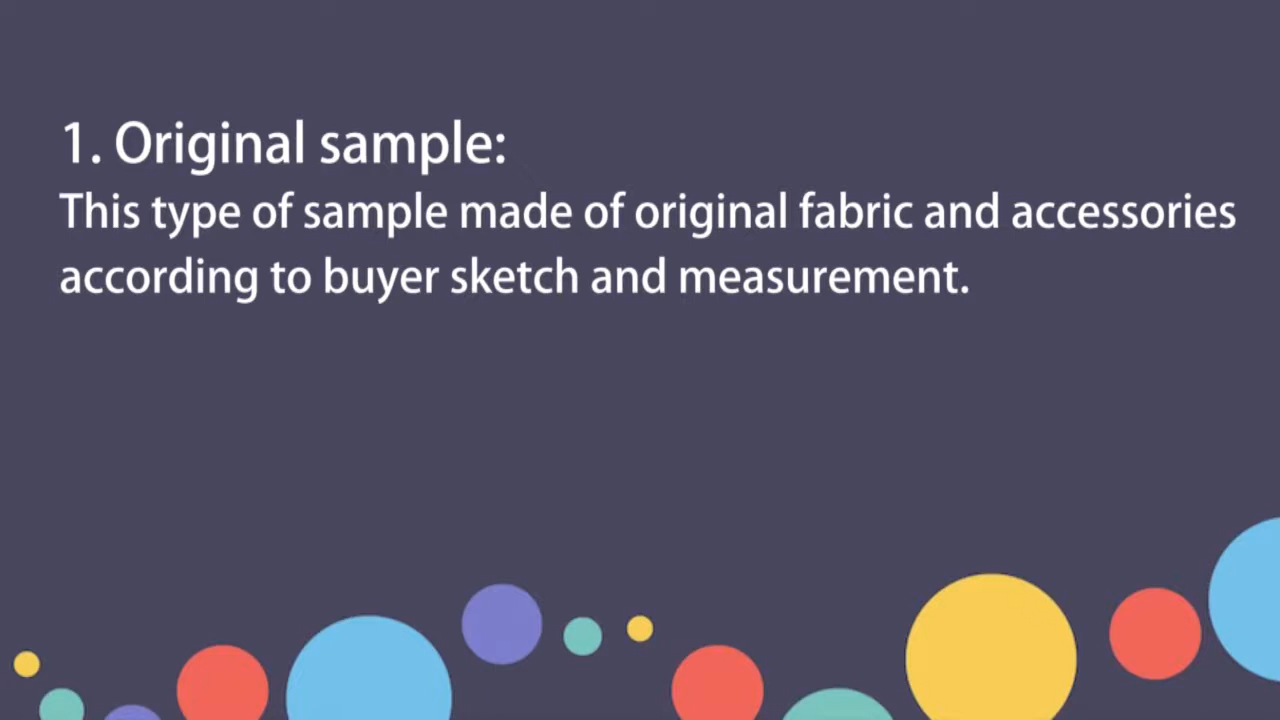 1. Original sample:
This type of sample made of original fabric and accessories
according to buyer sketch and measurement.